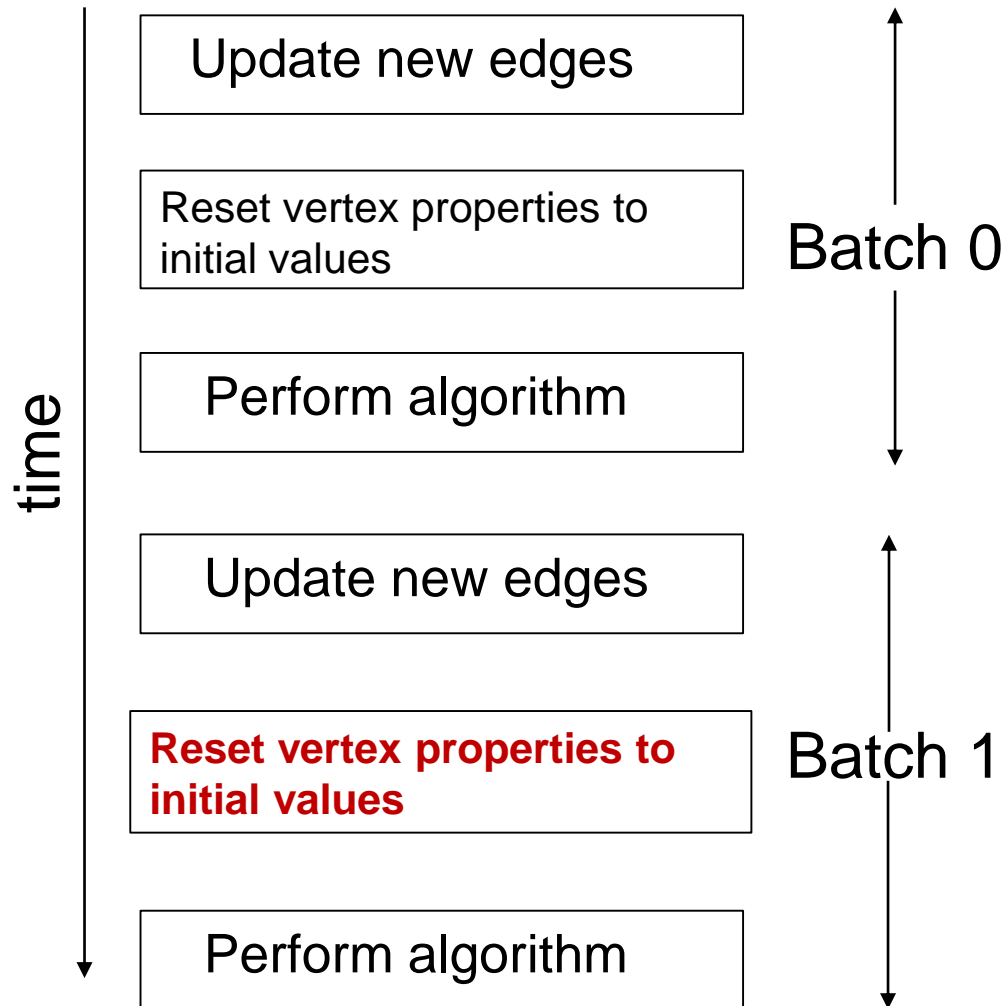 Update new edges
Reset vertex properties to
initial values
Batch 0
Perform algorithm
time
Update new edges
Reset vertex properties to
initial values
Batch 1
Perform algorithm